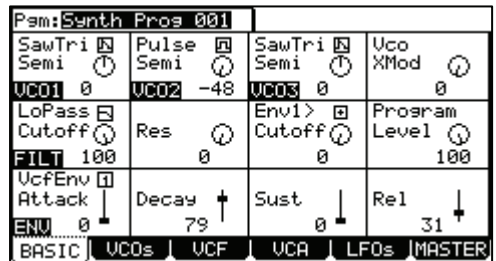 Pgm:Synth Prog 001
SawTri Pulse SawTri Vco
Semi Semi Semi XMod
VCO1 0 VCO2 -48 VCO3 0 0
LoPass Env1> Program
Cutoff Res Cutoff Level
FILT 100 0 0 100
VcfEnv 1
Attack Decay Sust Rel
ENV 0 79 0 31
BASIC VCOs VCF VCA LFOs MASTER